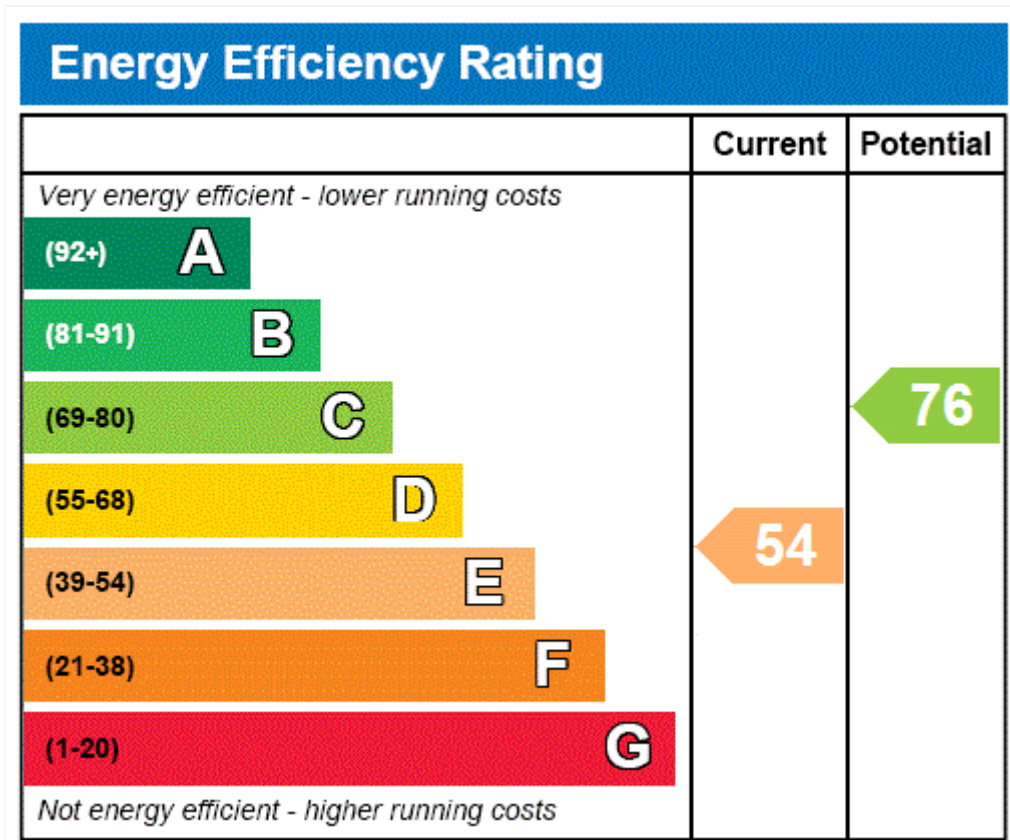 Energy Efficiency Rating
Current Potential
Very energy efficient - lower running costs
(92+) A
(81-91) B
(69-80) C
76
(55-68) D
54
(39-54) E
(21-38) F
(1-20) G
Not energy efficient - higher running costs